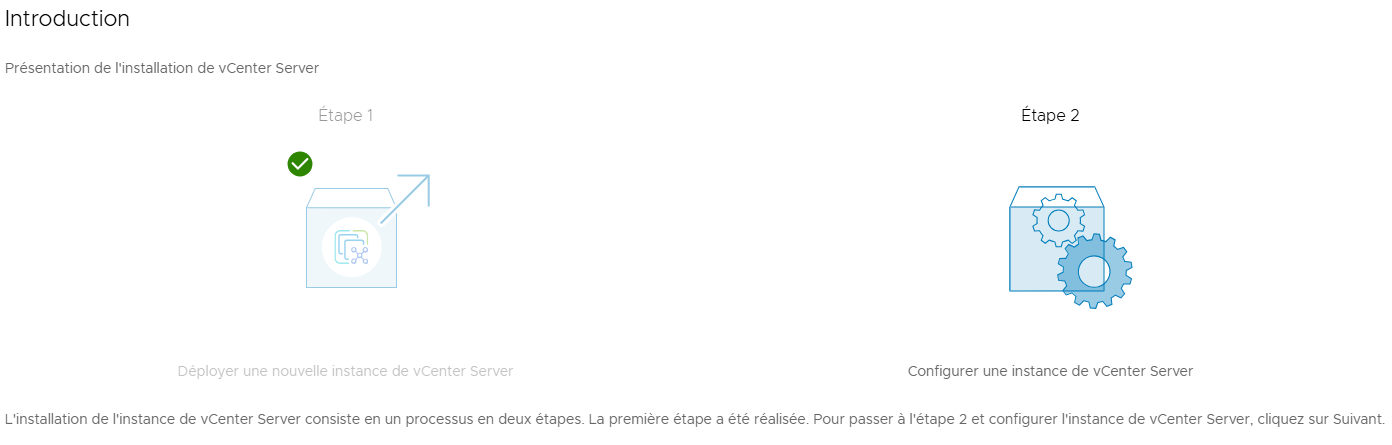 Introduction
Présentation de l'installation de vCenter Server
Étape 1
Étape 2
Déployer une nouvelle instance de vCenter Server
Configurer une instance de vCenter Server
L'installation de l'instance de vCenter Server consiste en un processus en deux étapes. La première étape a été réalisée. Pour passer à l'étape 2 et configurer l'instance de vCenter Server, cliquez sur Suivant.